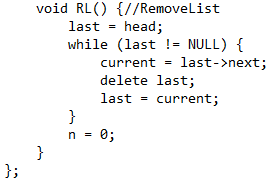 void RL() {//RemoveList
last = head;
while (last != NULL) {
current = last->next;
delete last;
last = current;
}
n = 0;
}
};